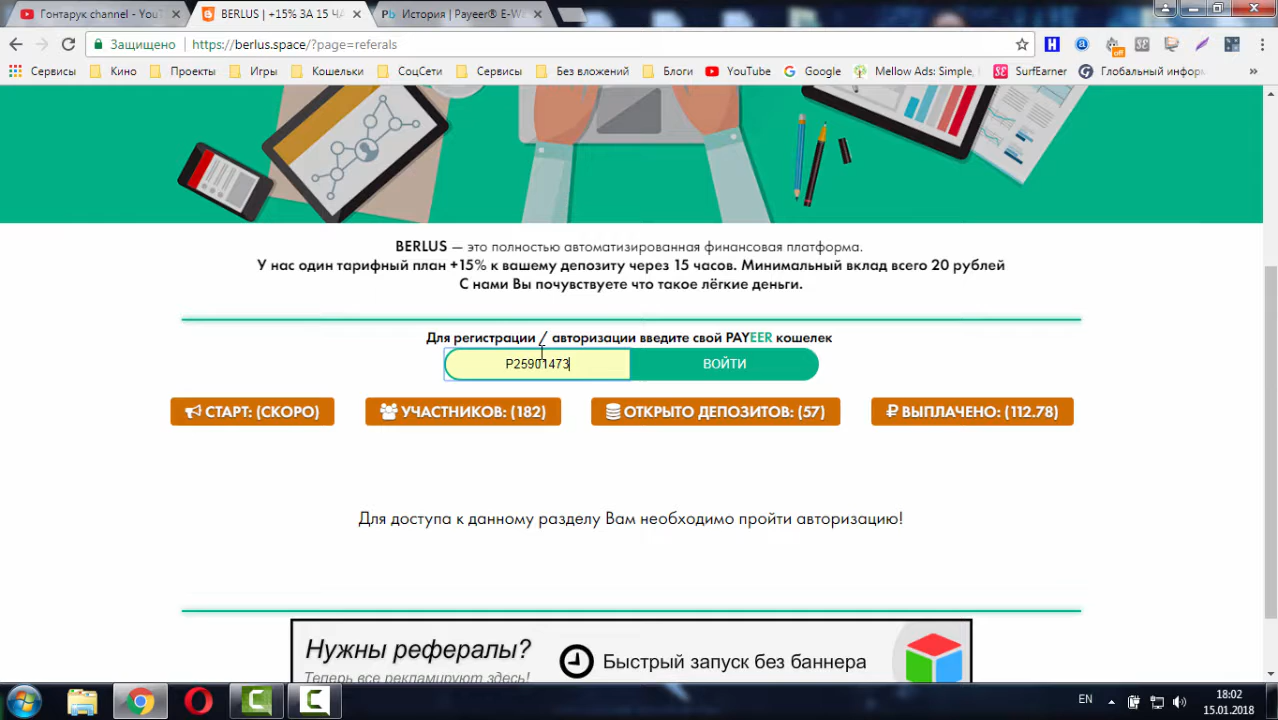 Гонтарук channel - YouT
BERLUS | +15% ЗА 15 ЧА
История | Payeer® E-Wa
Защищено
https://berlus.space/?page=referals
Сервисы
Кино
Проекты
Игры
Кошельки
СоцСети
Сервисы
Без вложений
Блоги
YouTube
Google
Mellow Ads: Simple,
SurfEarner
Глобальный инфор
BERLUS — это полностью автоматизированная финансовая платформа.
У нас один тарифный план +15% к вашему депозиту через 15 часов. Минимальный вклад всего 20 рублей
С нами Вы почувствуете что такое лёгкие деньги.
Для регистрации / авторизации введите свой PAYEER кошелек
P25901473
ВОЙТИ
СТАРТ: (СКОРО)
УЧАСТНИКОВ: (182)
ОТКРЫТО ДЕПОЗИТОВ: (57)
ВЫПЛАЧЕНО: (112.78)
Для доступа к данному разделу Вам необходимо пройти авторизацию!
Нужны рефералы?
Быстрый запуск без баннера
Теперь все рекламируют здесь!
EN
18:02
15.01.2018